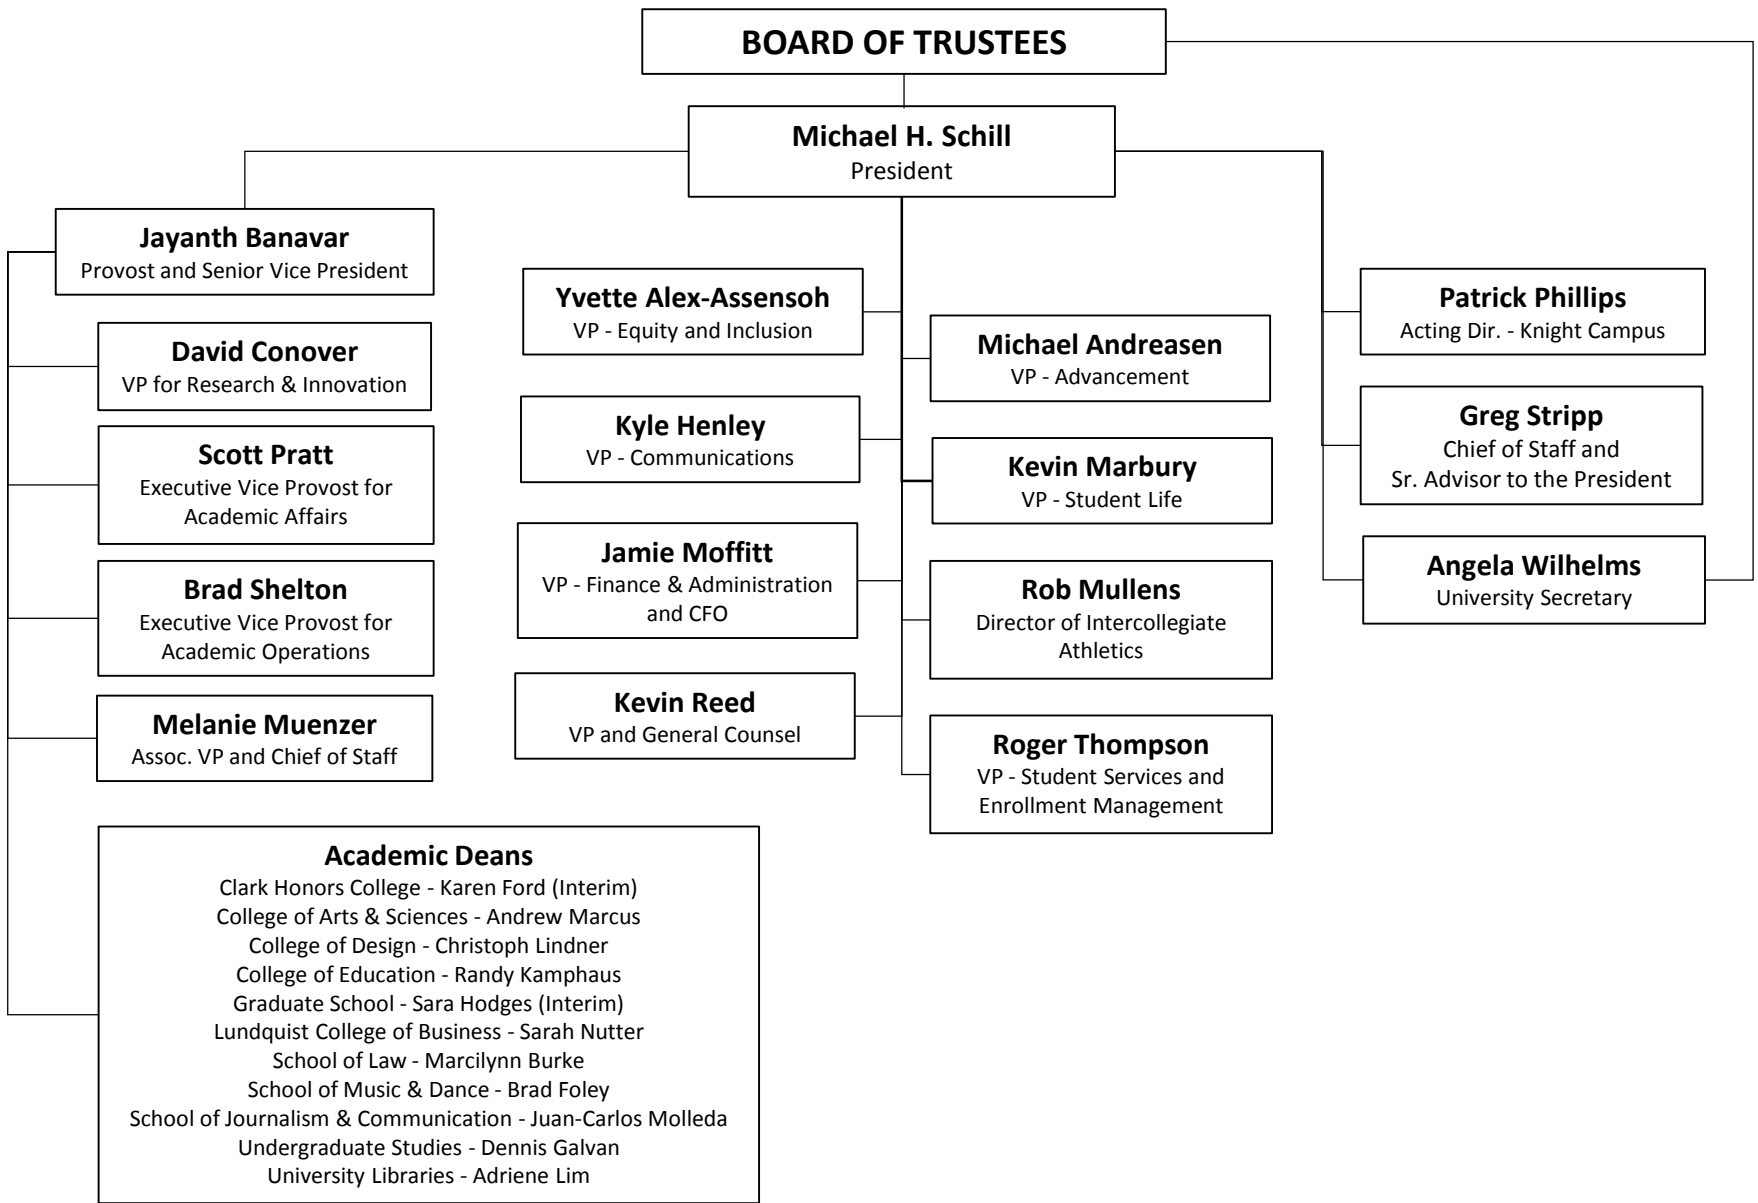 BOARD OF TRUSTEES
Michael H. Schill
President
Jayanth Banavar
Provost and Senior Vice President
David Conover
VP for Research & Innovation
Scott Pratt
Executive Vice Provost for
Academic Affairs
Brad Shelton
Executive Vice Provost for
Academic Operations
Melanie Muenzer
Assoc. VP and Chief of Staff
Academic Deans
Clark Honors College - Karen Ford (Interim)
College of Arts & Sciences - Andrew Marcus
College of Design - Christoph Lindner
College of Education - Randy Kamphaus
Graduate School - Sara Hodges (Interim)
Lundquist College of Business - Sarah Nutter
School of Law - Marcilynn Burke
School of Music & Dance - Brad Foley
School of Journalism & Communication - Juan-Carlos Molleda
Undergraduate Studies - Dennis Galvan
University Libraries - Adriene Lim
Yvette Alex-Assensoh
VP - Equity and Inclusion
Kyle Henley
VP - Communications
Jamie Moffitt
VP - Finance & Administration
and CFO
Kevin Reed
VP and General Counsel
Michael Andreasen
VP - Advancement
Kevin Marbury
VP - Student Life
Rob Mullens
Director of Intercollegiate
Athletics
Roger Thompson
VP - Student Services and
Enrollment Management
Patrick Phillips
Acting Dir. - Knight Campus
Greg Stripp
Chief of Staff and
Sr. Advisor to the President
Angela Wilhelms
University Secretary